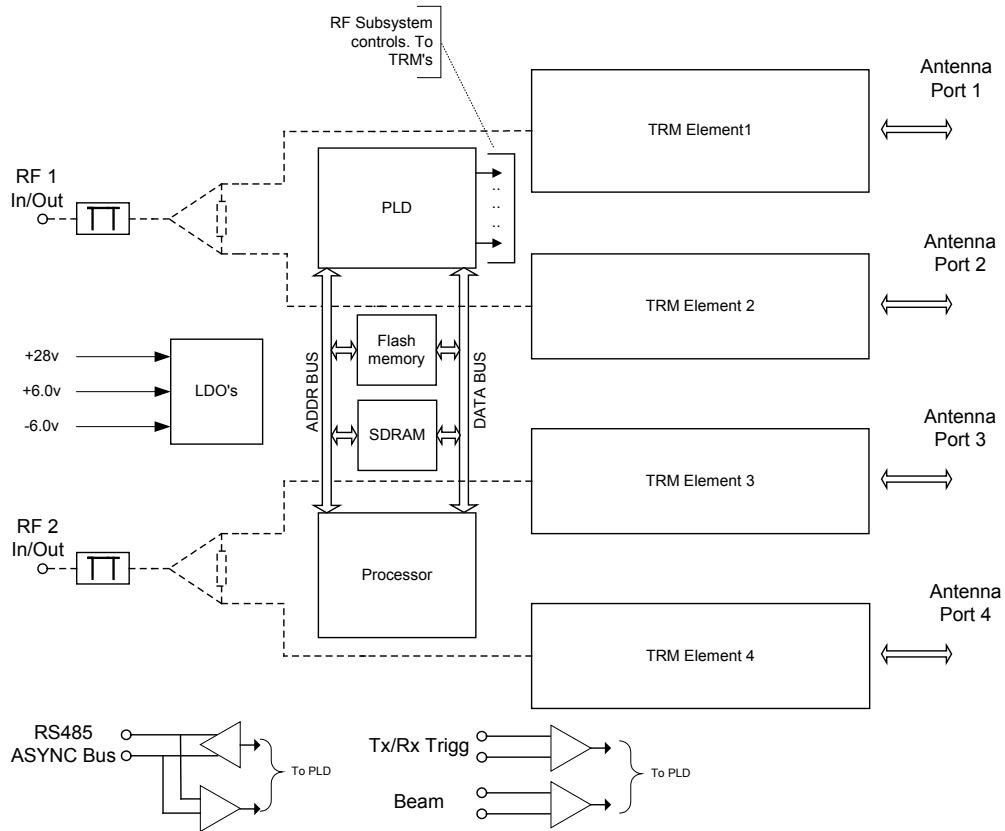 RF Subsystem
controls. To
TRM's
Antenna
Port 1
TRM Element1
RF 1
In/Out
PLD
..
..
..
Antenna
Port 2
TRM Element 2
Flash
memory
+28v
+6.0v
-6.0v
LDO's
ADDR BUS
DATA BUS
SDRAM
Antenna
Port 3
TRM Element 3
RF 2
In/Out
Processor
Antenna
Port 4
TRM Element 4
RS485
ASYNC Bus
To PLD
Tx/Rx Trigg
Beam
To PLD